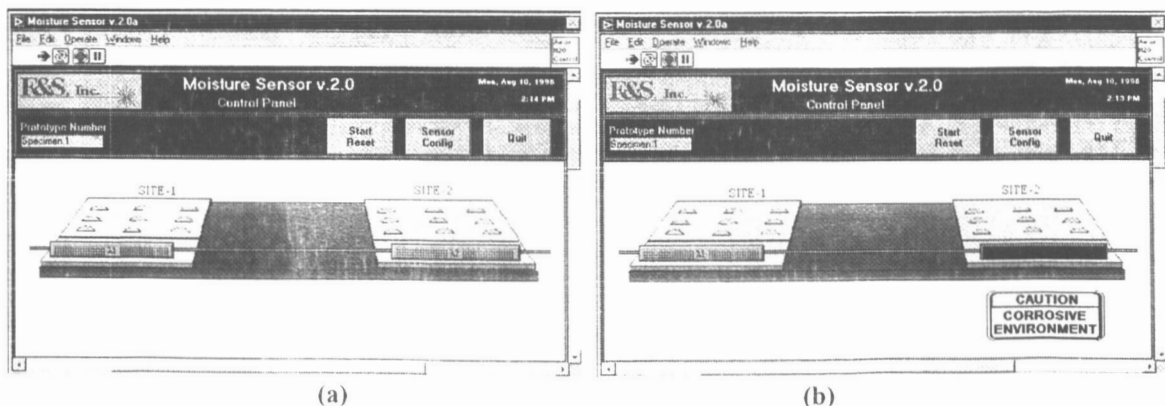 Moisture Sensor v.2.0a
File Edit Operate Windows Help
F&S, Inc.
Moisture Sensor v.2.0
Control Panel
Mon, Aug 10, 1998
2:14 PM
Prototype Number
Specimen.1
Start
Reset
Sensor
Config
Quit
SITE-1
SITE-2
λ1
λ2
(a)
Moisture Sensor v.2.0a
File Edit Operate Windows Help
F&S, Inc.
Moisture Sensor v.2.0
Control Panel
Mon, Aug 10, 1998
2:13 PM
Prototype Number
Specimen.1
Start
Reset
Sensor
Config
Quit
SITE-1
SITE-2
λ1
CAUTION
CORROSIVE
ENVIRONMENT
(b)